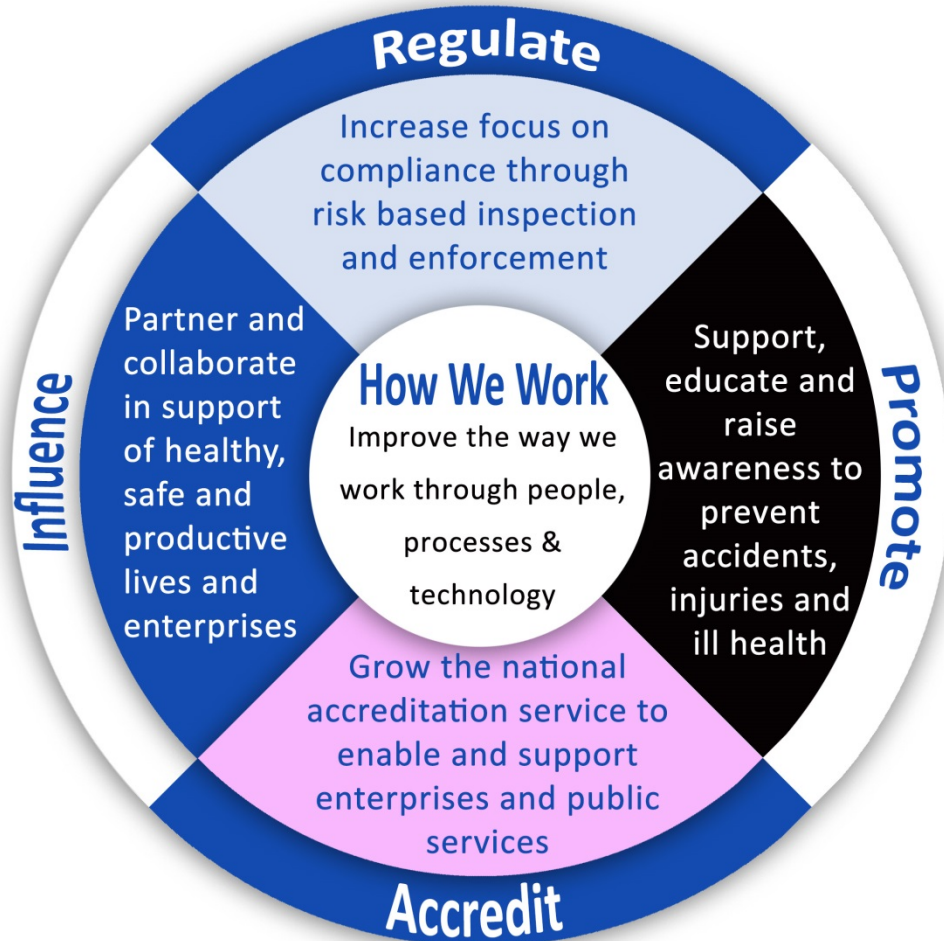 Regulate
Increase focus on
compliance through
risk based inspection
and enforcement
Influence
Partner and
collaborate
in support
of healthy,
safe and
productive
lives and
enterprises
How We Work
Improve the way we
work through people,
processes &
technology
Support,
educate and
raise
awareness to
prevent
accidents,
injuries and
ill health
Promote
Grow the national
accreditation service to
enable and support
enterprises and public
services
Accredit